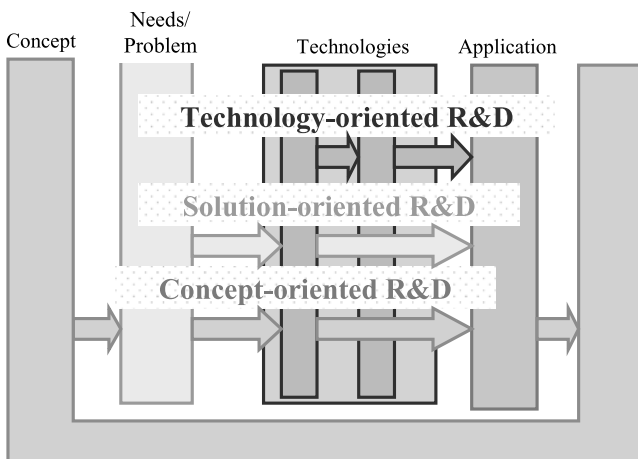 Concept
Needs/
Problem
Technologies
Application
Technology-oriented R&D
Solution-oriented R&D
Concept-oriented R&D